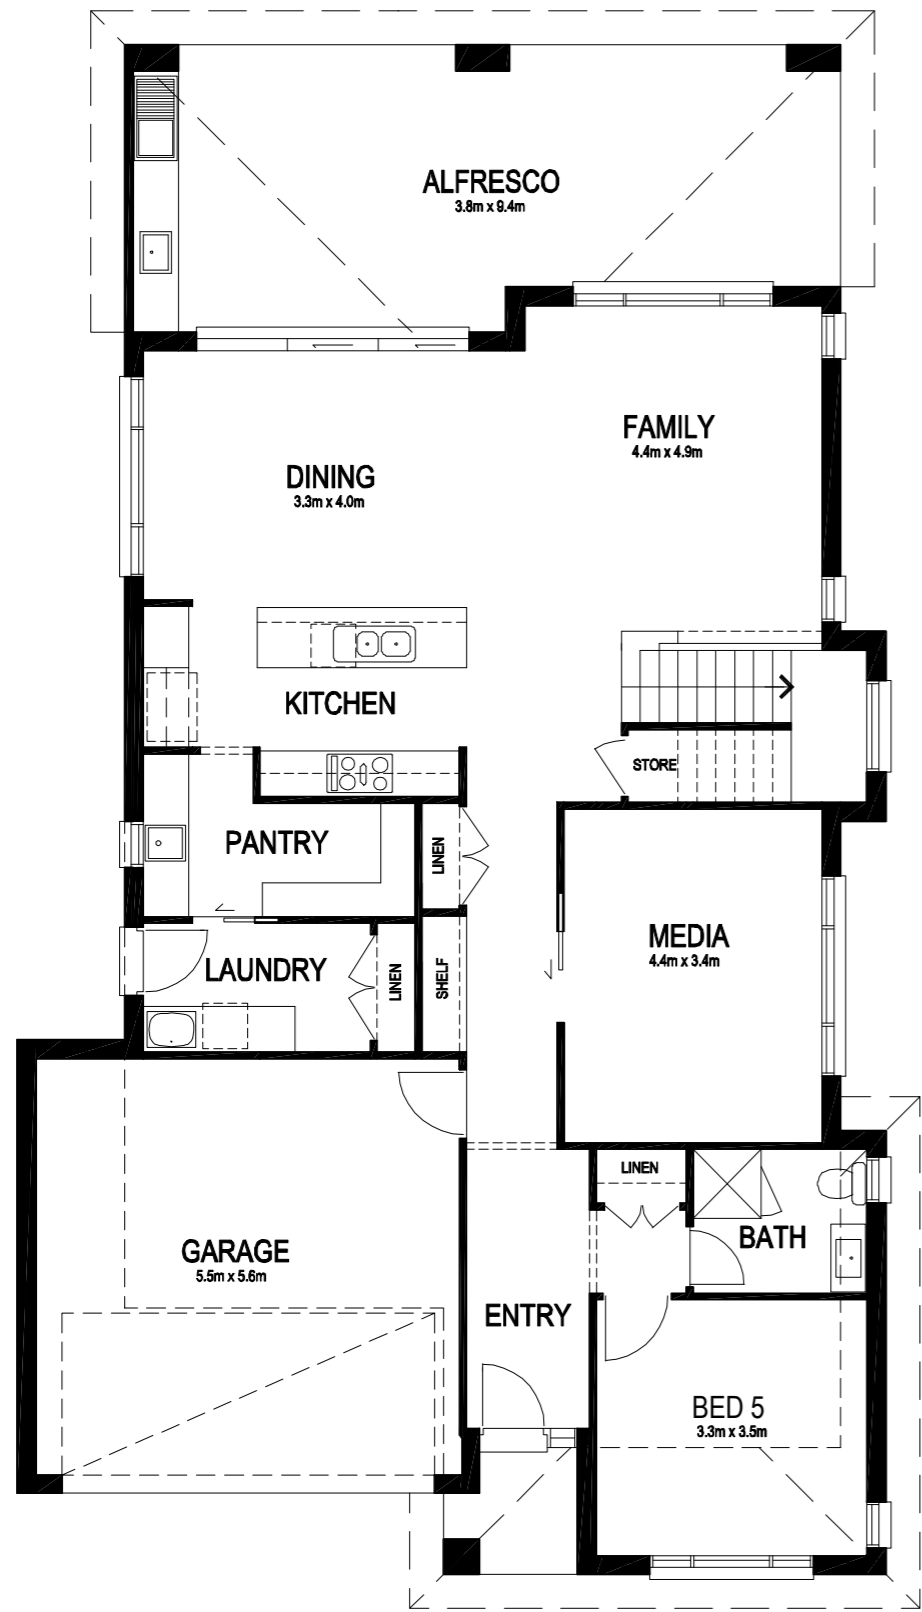 ALFRESCO
3.8m x 9.4m
FAMILY
4.4m x 4.9m
DINING
3.3m x 4.0m
KITCHEN
STORE
PANTRY
LINEN
MEDIA
4.4m x 3.4m
LAUNDRY
LINEN
SHELF
LINEN
BATH
GARAGE
5.5m x 5.6m
ENTRY
BED 5
3.3m x 3.5m